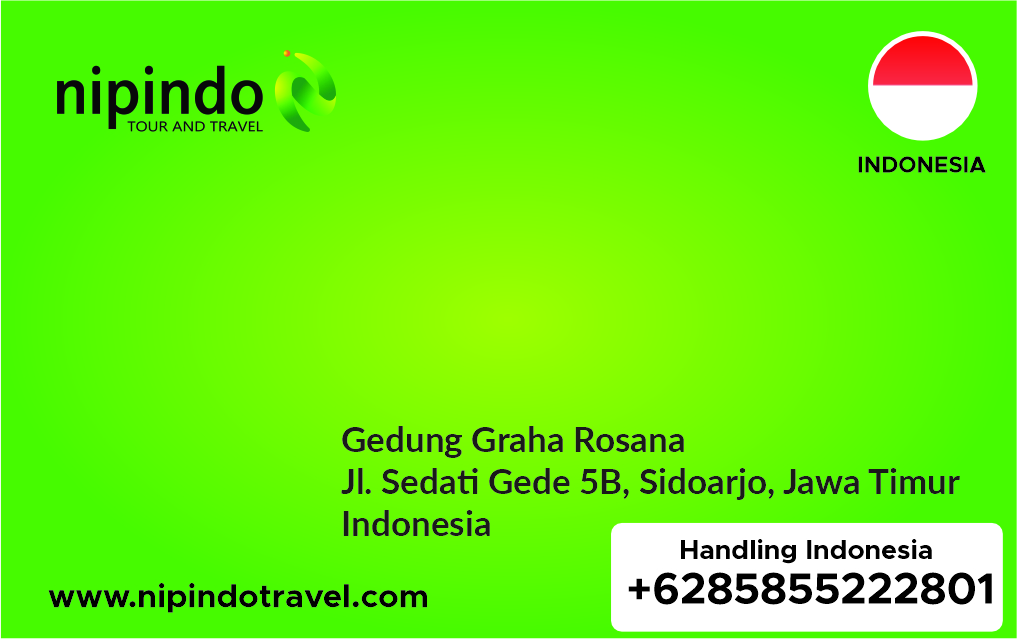 nipindo
TOUR AND TRAVEL
INDONESIA
Gedung Graha Rosana
Jl. Sedati Gede 5B, Sidoarjo, Jawa Timur
Indonesia
Handling Indonesia
+6285855222801
www.nipindotravel.com